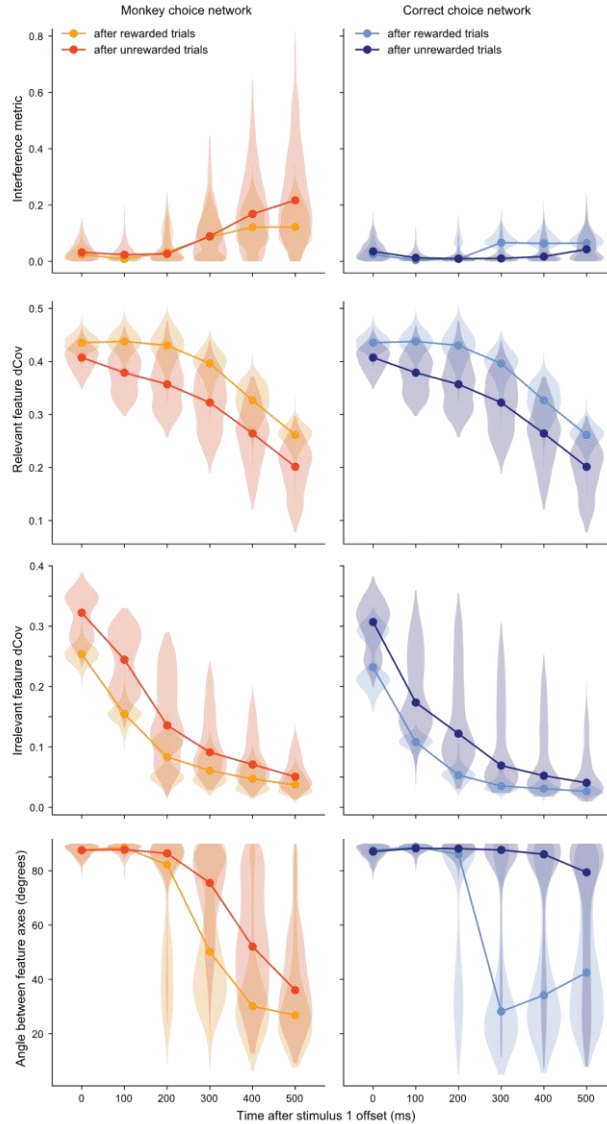 Monkey choice network
Correct choice network
after rewarded trials
after unrewarded trials
after rewarded trials
after unrewarded trials
Interference metric
0.8
0.6
0.4
0.2
0.0
Relevant feature dCov
0.5
0.4
0.3
0.2
0.1
Irrelevant feature dCov
0.4
0.3
0.2
0.1
0.0
Angle between feature axes (degrees)
80
60
40
20
0 100 200 300 400 500
0 100 200 300 400 500
Time after stimulus 1 offset (ms)